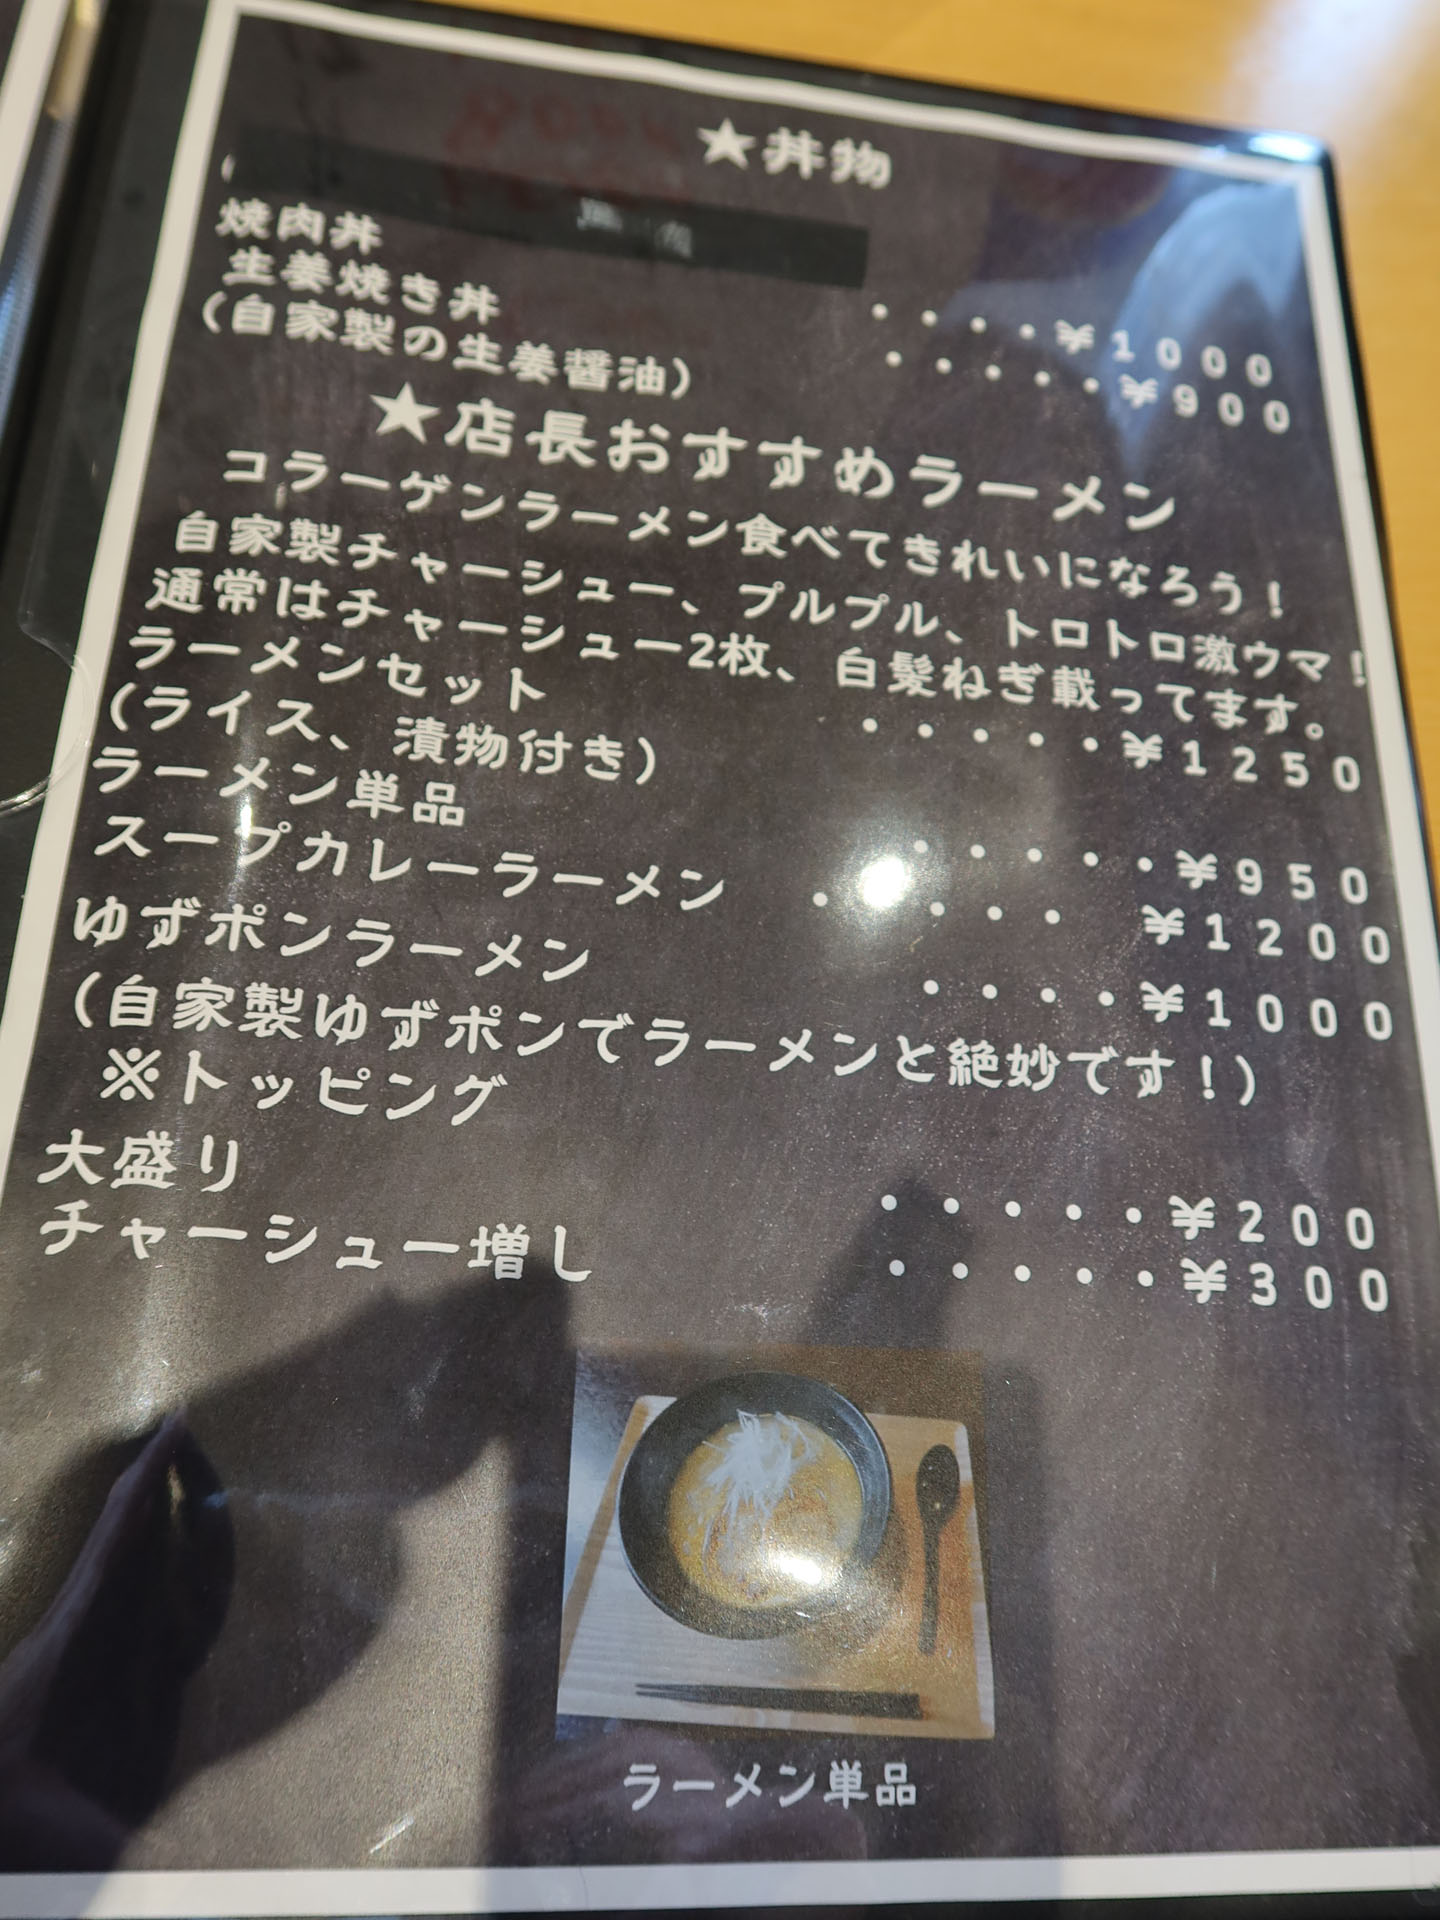 ★丼物
焼肉丼 ・・・・¥1000
生姜焼き丼 ・・・・・¥900
(自家製の生姜醤油)
★店長おすすめラーメン
コラーゲンラーメン食べてきれいになろう！
自家製チャーシュー、プルプル、トロトロ激ウマ！
通常はチャーシュー2枚、白髪ねぎ載ってます。
ラーメンセット ・・・・・¥1250
(ライス、漬物付き)
ラーメン単品 ・・・・・¥950
スープカレーラーメン ・・・・・ ¥1200
ゆずポンラーメン ・・・・¥1000
(自家製ゆずポンでラーメンと絶妙です！)
※トッピング
大盛り ・・・・・¥200
チャーシュー増し ・・・・・¥300
ラーメン単品